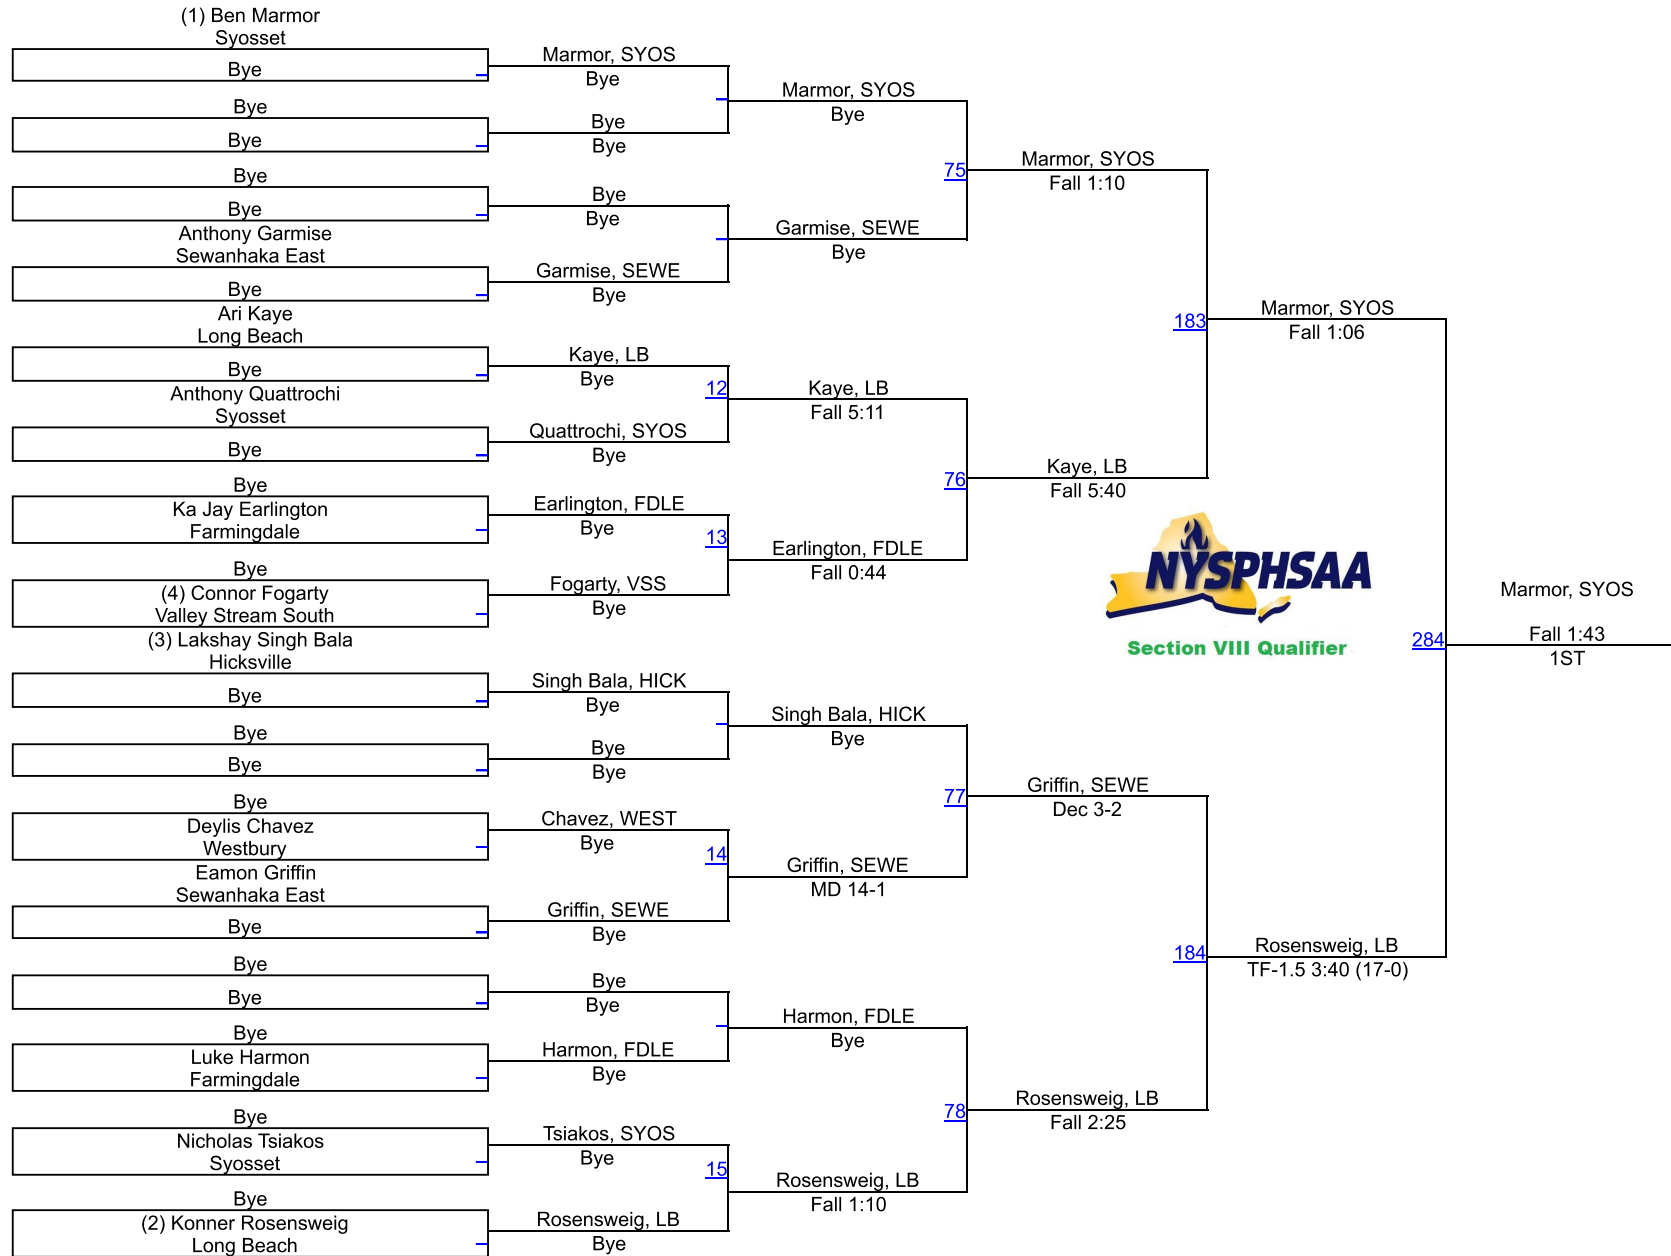 (1) Ben Marmor
Syosset
Bye
Bye
Bye
Bye
Bye
Anthony Garmise
Sewanhaka East
Bye
Ari Kaye
Long Beach
Bye
Anthony Quattrochi
Syosset
Bye
Bye
Ka Jay Earlington
Farmingdale
Bye
(4) Connor Fogarty
Valley Stream South
(3) Lakshay Singh Bala
Hicksville
Bye
Bye
Bye
Bye
Deylis Chavez
Westbury
Eamon Griffin
Sewanhaka East
Bye
Bye
Bye
Bye
Luke Harmon
Farmingdale
Bye
Nicholas Tsiakos
Syosset
Bye
(2) Konner Rosensweig
Long Beach
Marmor, SYOS
Bye
Bye
Bye
Bye
Bye
Garmise, SEWE
Bye
Kaye, LB
Bye
12
Quattrochi, SYOS
Bye
Earlington, FDLE
Bye
13
Fogarty, VSS
Bye
Singh Bala, HICK
Bye
Bye
Bye
Chavez, WEST
Bye
14
Griffin, SEWE
Bye
Bye
Bye
Harmon, FDLE
Bye
Tsiakos, SYOS
Bye
15
Rosensweig, LB
Bye
Marmor, SYOS
Bye
75
Garmise, SEWE
Bye
Kaye, LB
Fall 5:11
76
Earlington, FDLE
Fall 0:44
Singh Bala, HICK
Bye
77
Griffin, SEWE
MD 14-1
Harmon, FDLE
Bye
78
Rosensweig, LB
Fall 1:10
Marmor, SYOS
Fall 1:10
183
Kaye, LB
Fall 5:40
Griffin, SEWE
Dec 3-2
184
Rosensweig, LB
Fall 2:25
Marmor, SYOS
Fall 1:06
NYSPHSAA
Section VIII Qualifier
284
Rosensweig, LB
TF-1.5 3:40 (17-0)
Marmor, SYOS
Fall 1:43
1ST